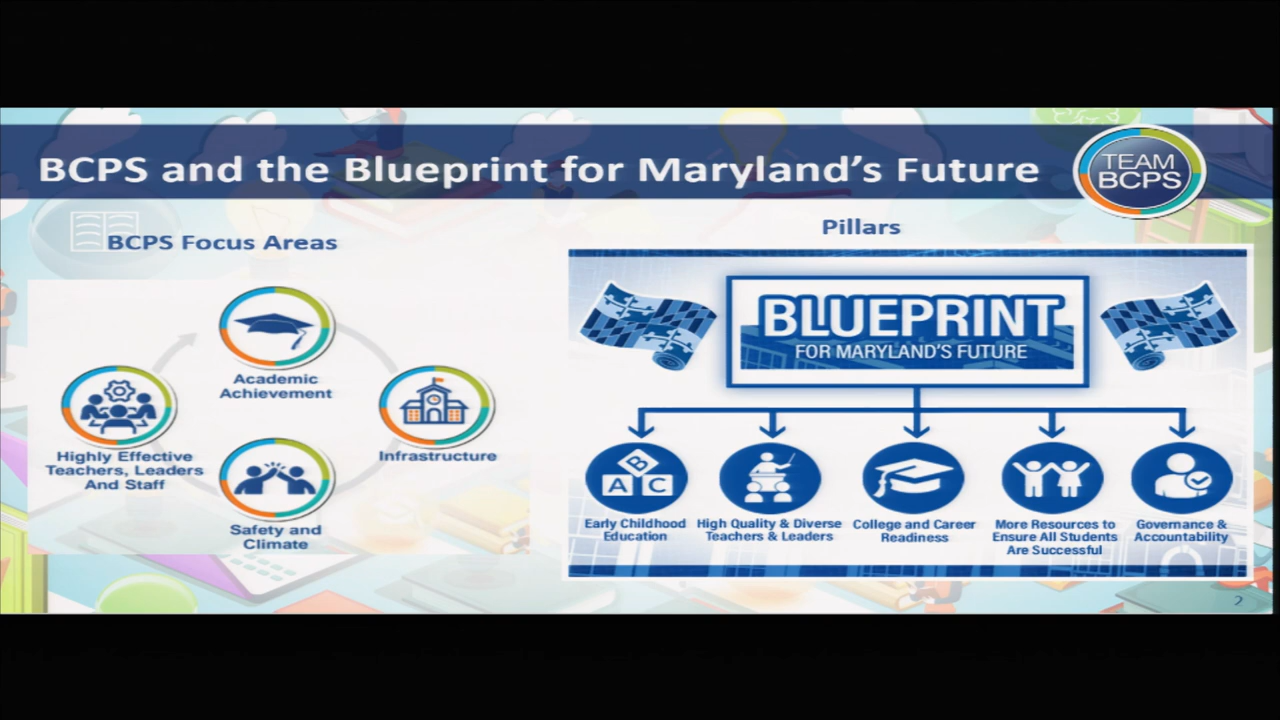 BCPS and the Blueprint for Maryland's Future
TEAM
BCPS
BCPS Focus Areas
Academic
Achievement
Highly Effective
Teachers, Leaders
And Staff
Infrastructure
Safety and
Climate
Pillars
BLUEPRINT
FOR MARYLAND'S FUTURE
B
A C
Early Childhood
Education
High Quality & Diverse
Teachers & Leaders
College and Career
Readiness
More Resources to
Ensure All Students
Are Successful
Governance &
Accountability
2